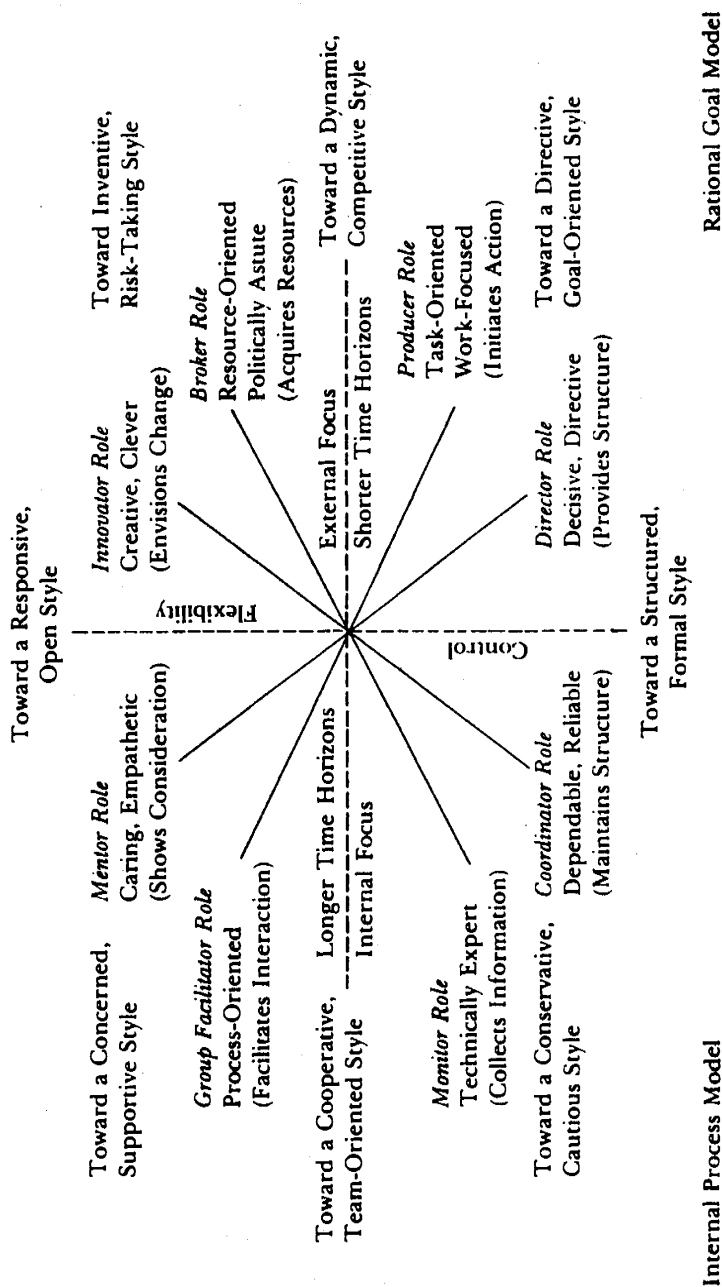 Toward a Responsive,
Open Style
Toward a Concerned,
Supportive Style
Mentor Role
Caring, Empathetic
(Shows Consideration)
Innovator Role
Creative, Clever
(Envisions Change)
Toward Inventive,
Risk-Taking Style
Group Facilitator Role
Process-Oriented
(Facilitates Interaction)
Flexibility
Broker Role
Resource-Oriented
Politically Astute
(Acquires Resources)
Toward a Cooperative,
Team-Oriented Style
Longer Time Horizons
Internal Focus
External Focus
Shorter Time Horizons
Toward a Dynamic,
Competitive Style
Monitor Role
Technically Expert
(Collects Information)
Control
Producer Role
Task-Oriented
Work-Focused
(Initiates Action)
Toward a Conservative,
Cautious Style
Coordinator Role
Dependable, Reliable
(Maintains Structure)
Director Role
Decisive, Directive
(Provides Structure)
Toward a Directive,
Goal-Oriented Style
Toward a Structured,
Formal Style
Internal Process Model
Rational Goal Model